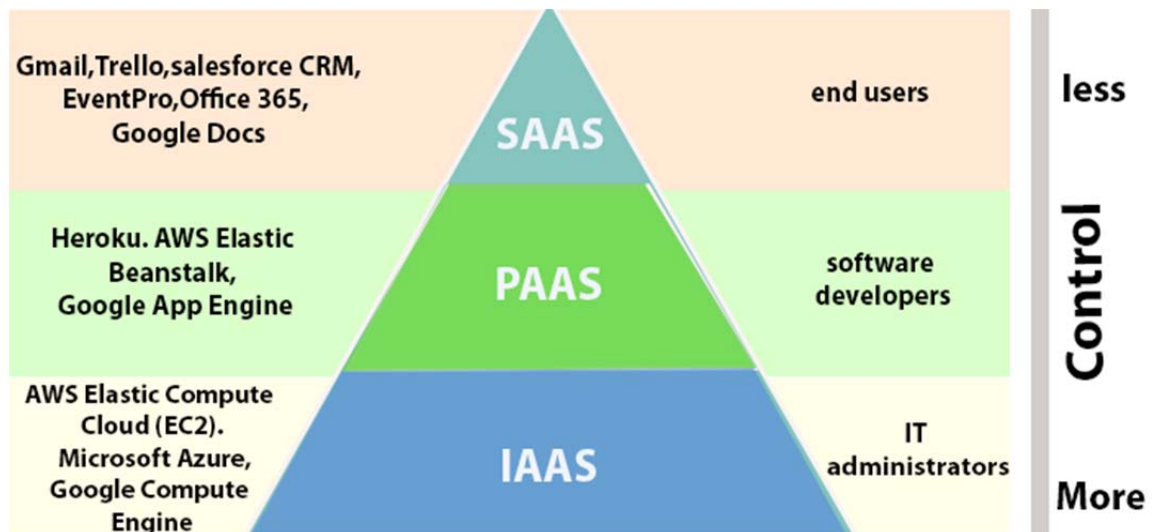 Gmail,Trello,salesforce CRM,
EventPro,Office 365,
Google Docs
SAAS
end users
less
Heroku. AWS Elastic
Beanstalk,
Google App Engine
PAAS
software
developers
Control
AWS Elastic Compute
Cloud (EC2).
Microsoft Azure,
Google Compute
Engine
IAAS
IT
administrators
More